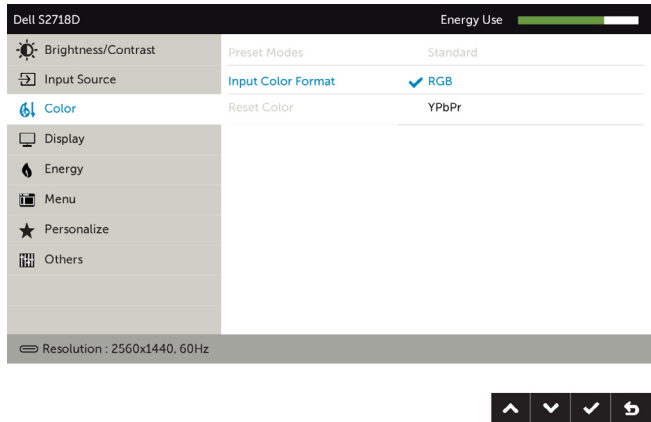 Dell S2718D Energy Use
Brightness/Contrast Preset Modes Standard
Input Source Input Color Format RGB
Color Reset Color YPbPr
Display
Energy
Menu
Personalize
Others
Resolution : 2560x1440, 60Hz